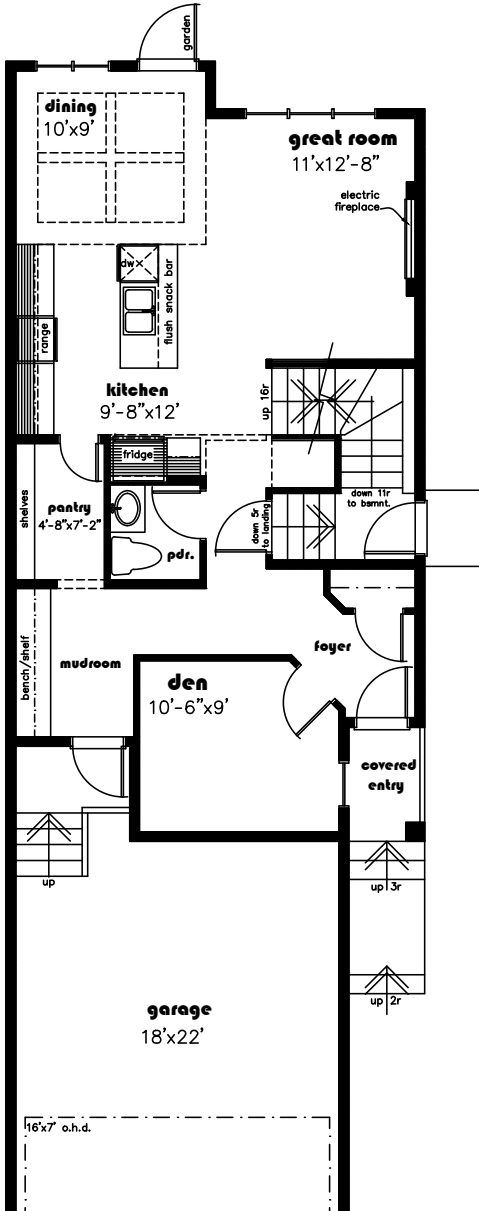 garden
dining
10'x9'
great room
11'x12'-8"
electric
fireplace
dw
flush snack bar
range
kitchen
9'-8"x12'
up 16r
fridge
shelves
pantry
4'-8"x7'-2"
pdr.
down 5r
to landing
down 11r
to bsmnt.
bench/shelf
mudroom
foyer
den
10'-6"x9'
covered
entry
up
up 3r
up 2r
garage
18'x22'
16'x7' o.h.d.